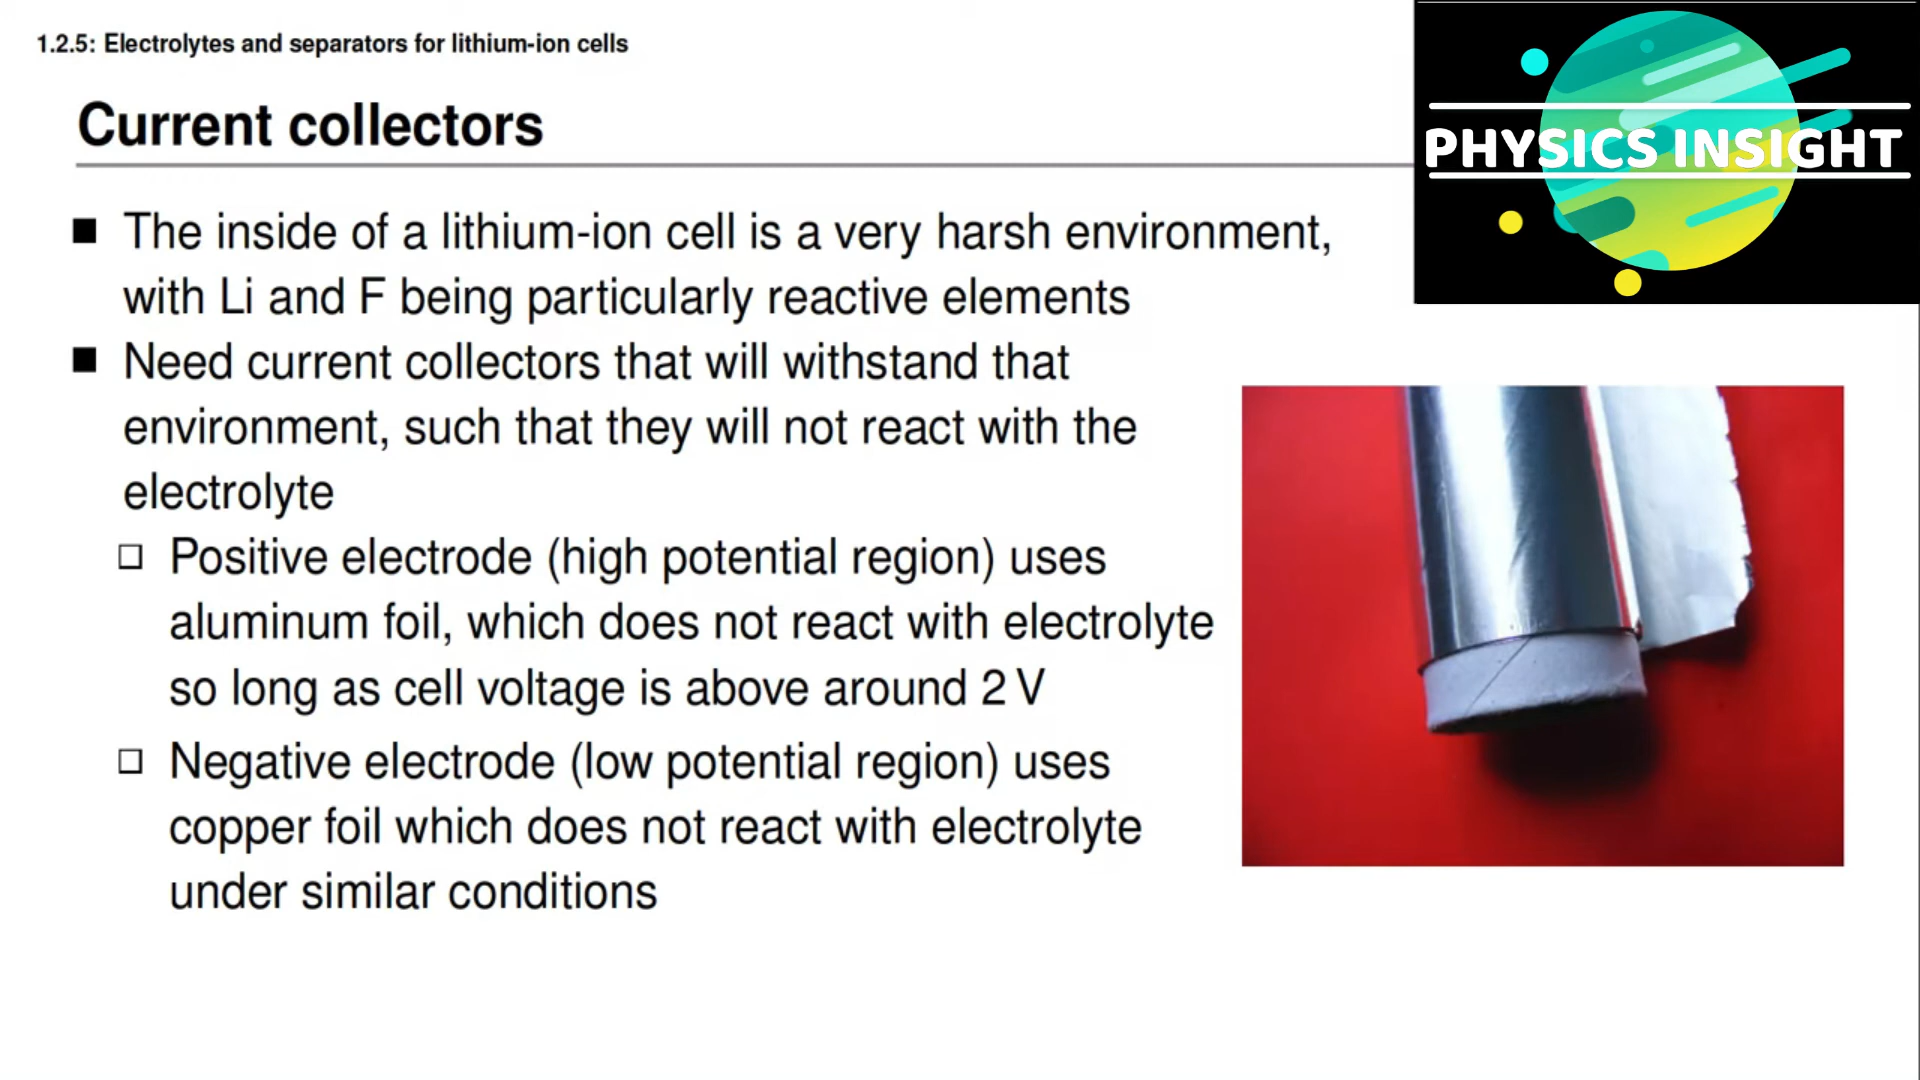 1.2.5: Electrolytes and separators for lithium-ion cells
Current collectors
PHYSICS INSIGHT
■ The inside of a lithium-ion cell is a very harsh environment,
with Li and F being particularly reactive elements
■ Need current collectors that will withstand that
environment, such that they will not react with the
electrolyte
□ Positive electrode (high potential region) uses
aluminum foil, which does not react with electrolyte
so long as cell voltage is above around 2 V
□ Negative electrode (low potential region) uses
copper foil which does not react with electrolyte
under similar conditions